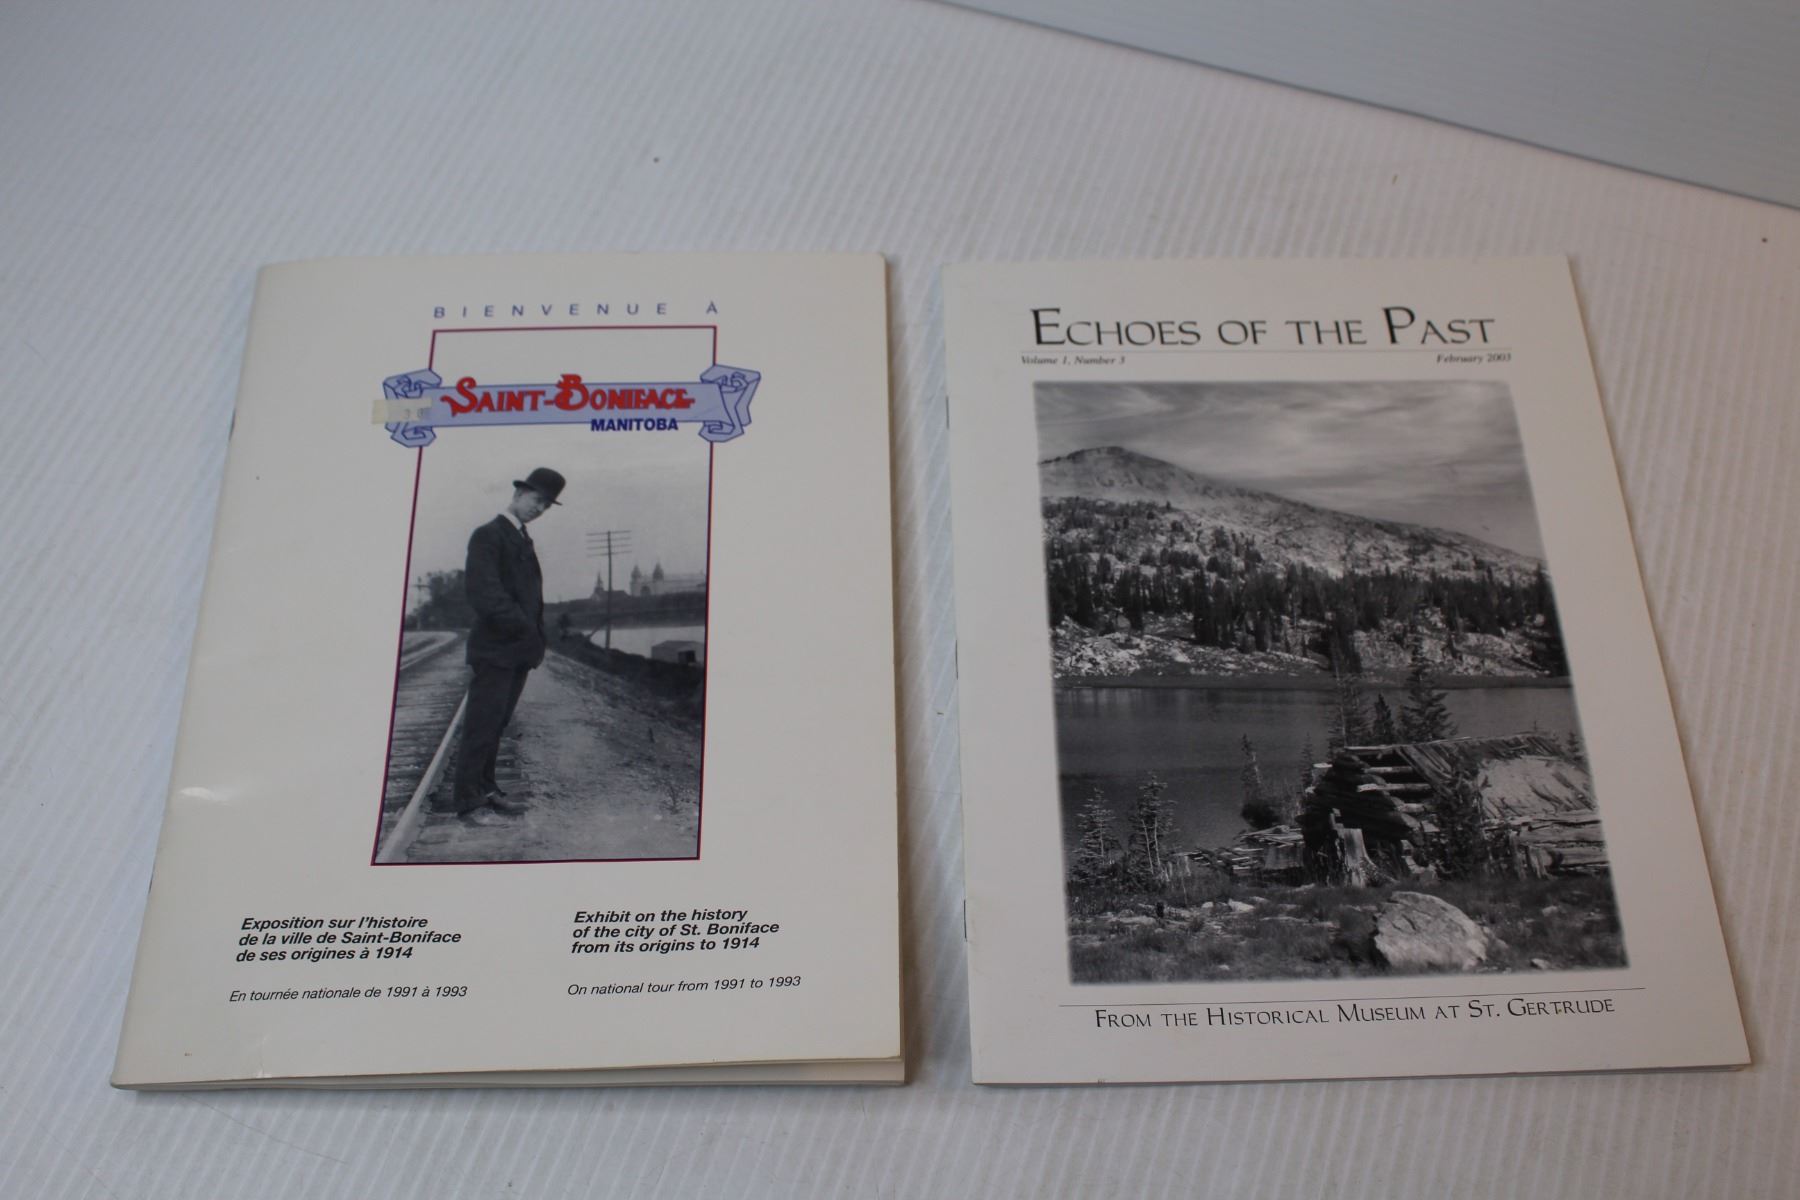 BIENVENUE À
SAINT-BONIFACE
MANITOBA
Exposition sur l'histoire
de la ville de Saint-Boniface
de ses origines à 1914
En tournée nationale de 1991 à 1993
Exhibit on the history
of the city of St. Boniface
from its origins to 1914
On national tour from 1991 to 1993
ECHOES OF THE PAST
Volume 1, Number 3 February 2003
FROM THE HISTORICAL MUSEUM AT ST. GERTRUDE